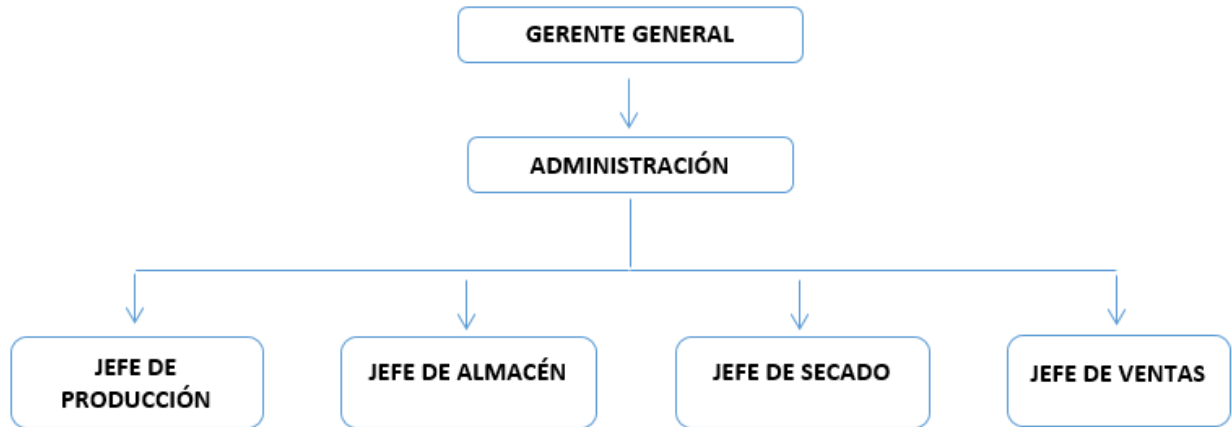 GERENTE GENERAL
ADMINISTRACIÓN
JEFE DE
PRODUCCIÓN
JEFE DE ALMACÉN
JEFE DE SECADO
JEFE DE VENTAS